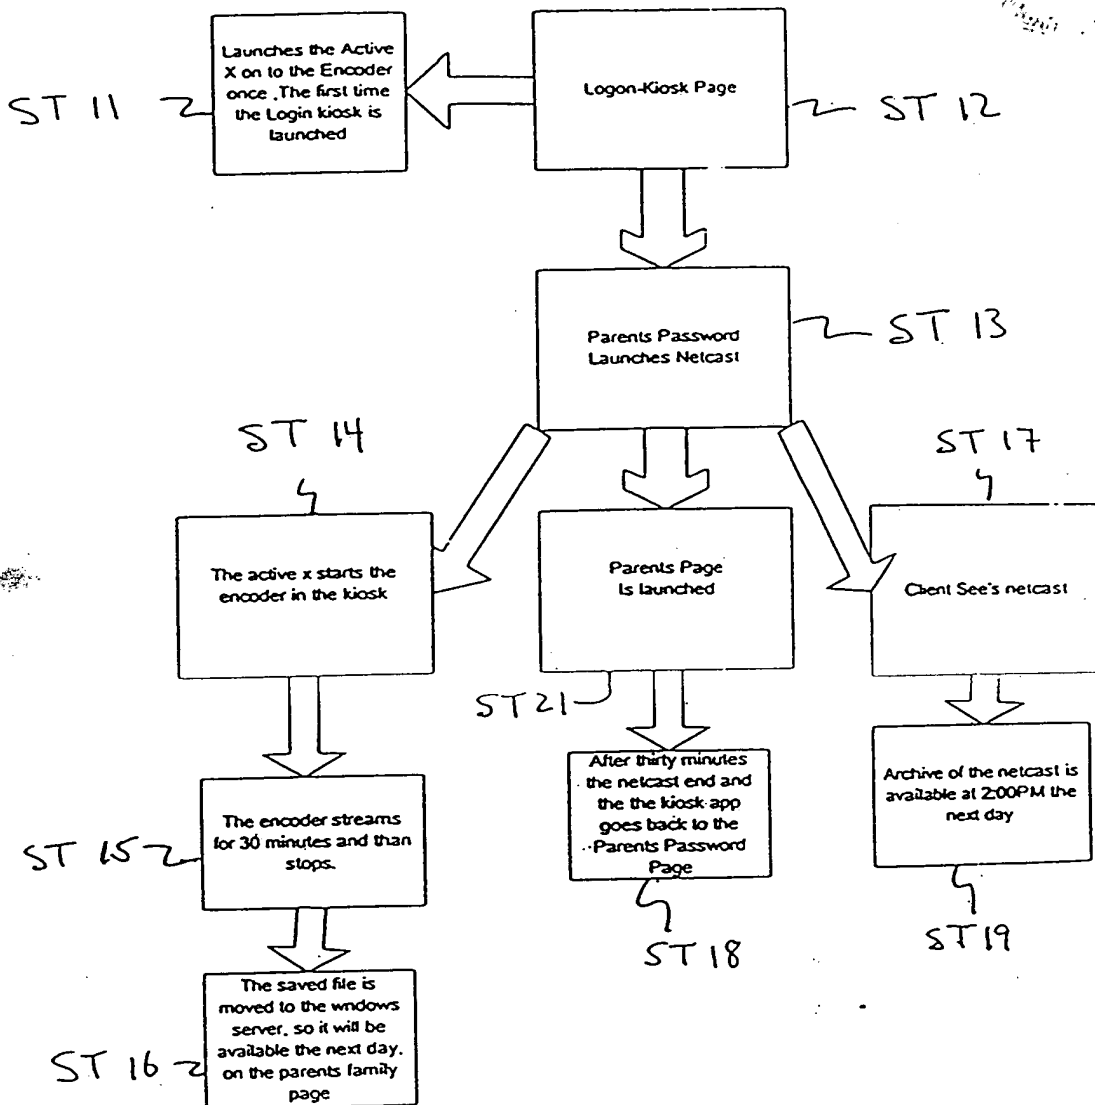 Launches the Active
X on to the Encoder
once .The first time
the Login kiosk is
launched
ST 11
Logon-Kiosk Page
ST 12
Parents Password
Launches Netcast
ST 13
ST 14
ST 17
The active x starts the
encoder in the kiosk
Parents Page
Is launched
Client See's netcast
ST21
The encoder streams
for 30 minutes and than
stops.
ST 15
After thirty minutes
the netcast end and
the the kiosk app
goes back to the
Parents Password
Page
Archive of the netcast is
available at 2:00PM the
next day
ST 18
ST19
The saved file is
moved to the wndows
server, so it will be
available the next day.
on the parents family
page
ST 16